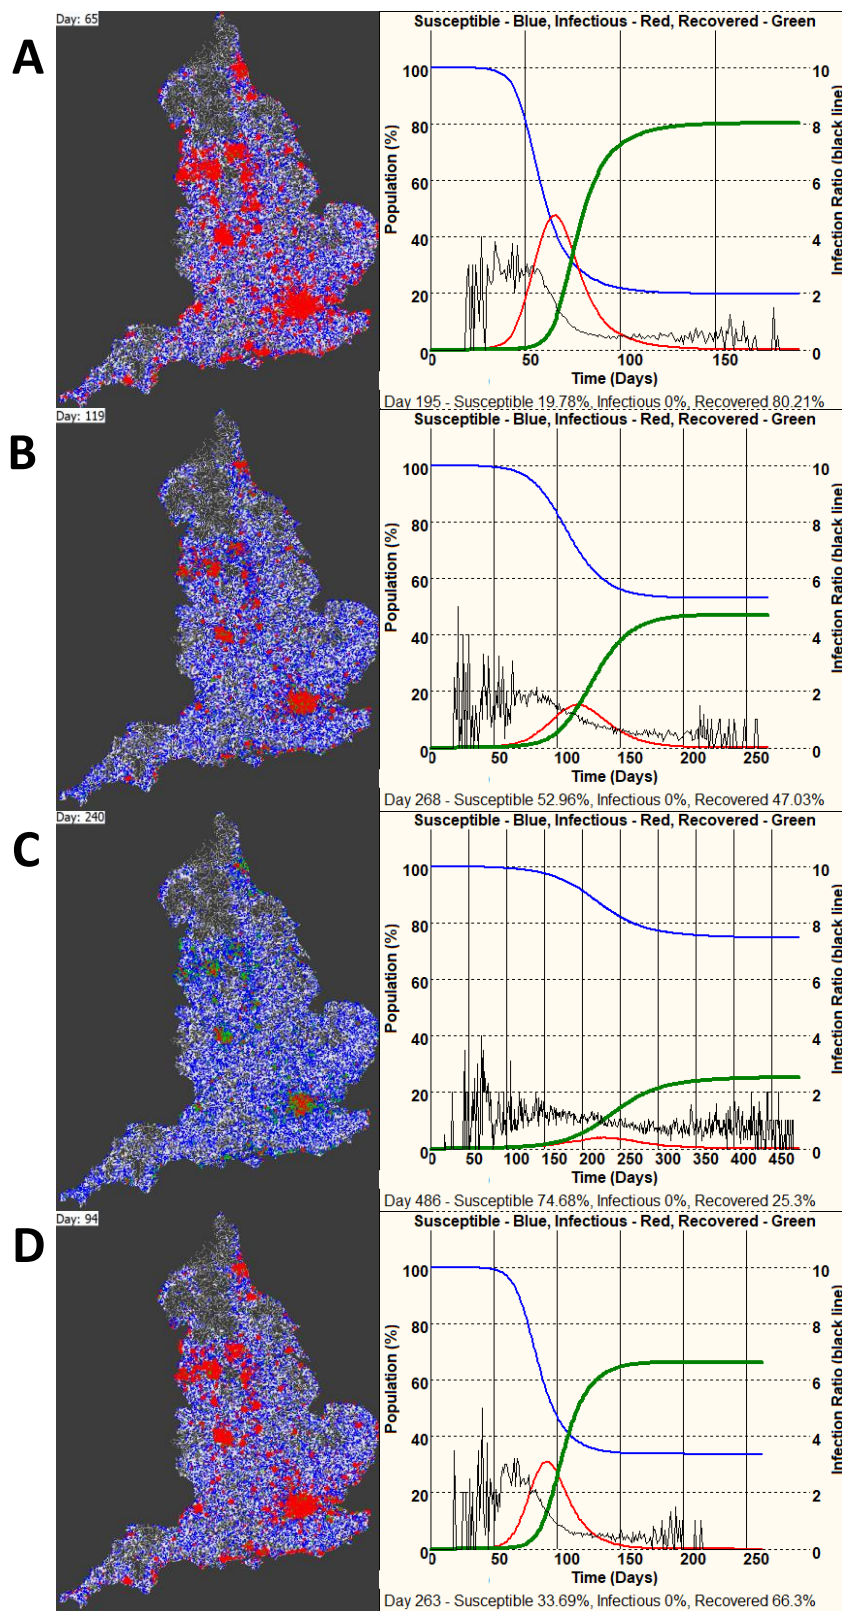 A
Day: 65
Susceptible - Blue, Infectious - Red, Recovered - Green
Population (%)
100
80
60
40
20
0
10
8
6
4
2
0
Infection Ratio (black line)
0 50 100 150
Time (Days)
Day 195 - Susceptible 19.78%, Infectious 0%, Recovered 80.21%
B
Day: 119
Susceptible - Blue, Infectious - Red, Recovered - Green
Population (%)
100
80
60
40
20
0
10
8
6
4
2
0
Infection Ratio (black line)
0 50 100 150 200 250
Time (Days)
Day 268 - Susceptible 52.96%, Infectious 0%, Recovered 47.03%
C
Day: 240
Susceptible - Blue, Infectious - Red, Recovered - Green
Population (%)
100
80
60
40
20
0
10
8
6
4
2
0
Infection Ratio (black line)
0 50 100 150 200 250 300 350 400 450
Time (Days)
Day 486 - Susceptible 74.68%, Infectious 0%, Recovered 25.3%
D
Day: 94
Susceptible - Blue, Infectious - Red, Recovered - Green
Population (%)
100
80
60
40
20
0
10
8
6
4
2
0
Infection Ratio (black line)
0 50 100 150 200 250
Time (Days)
Day 263 - Susceptible 33.69%, Infectious 0%, Recovered 66.3%